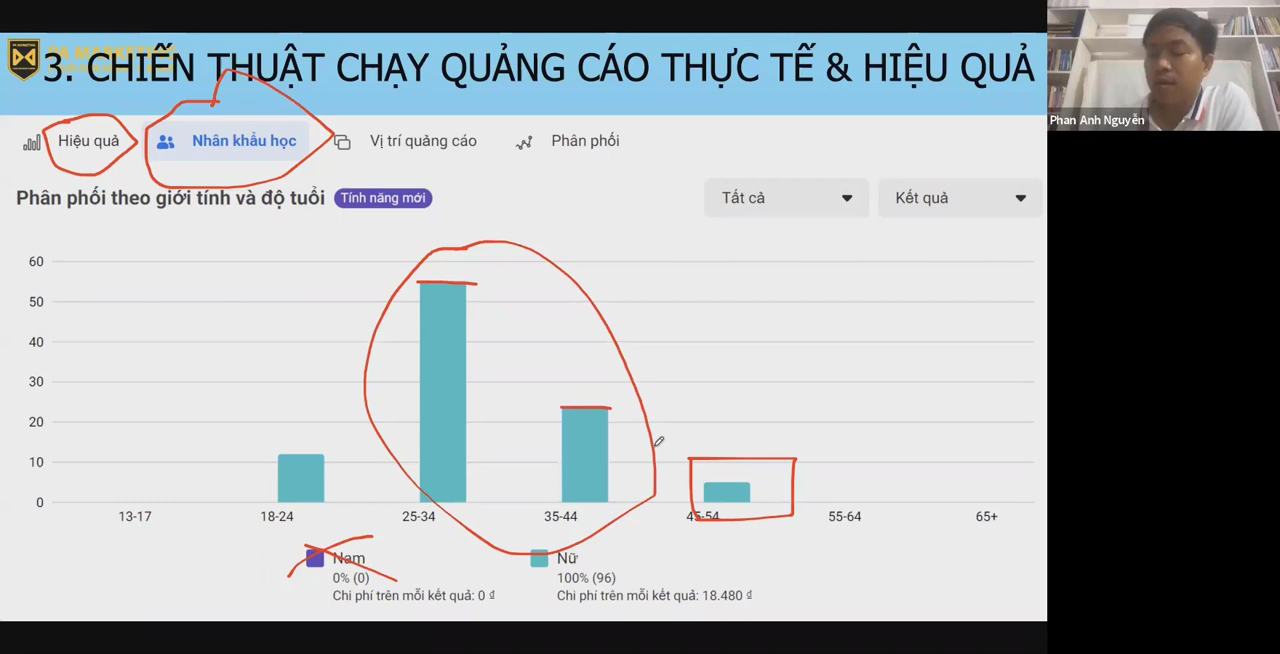 3. CHIẾN THUẬT CHẠY QUẢNG CÁO THỰC TẾ & HIỆU QUẢ
Phan Anh Nguyễn
Hiệu quả
Nhân khẩu học
Vị trí quảng cáo
Phân phối
Phân phối theo giới tính và độ tuổi
Tính năng mới
Tất cả
Kết quả
60
50
40
30
20
10
0
13-17
18-24
25-34
35-44
45-54
55-64
65+
Nam
0% (0)
Chi phí trên mỗi kết quả: 0 ₫
Nữ
100% (96)
Chi phí trên mỗi kết quả: 18.480 ₫